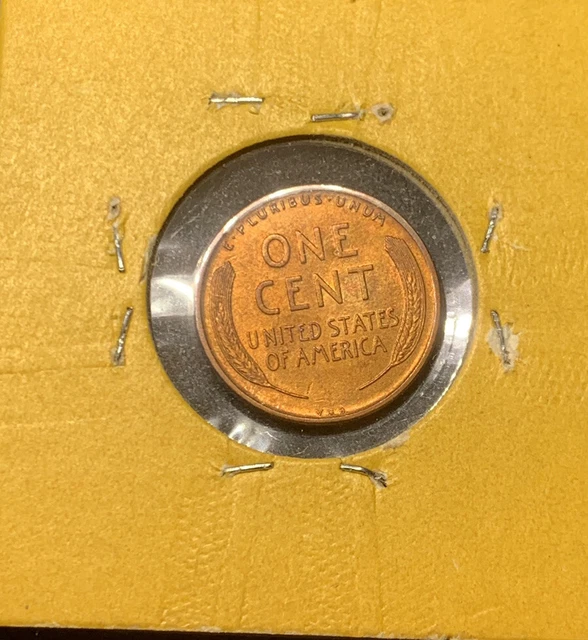 E·PLURIBUS·UNUM
ONE
CENT
UNITED STATES
OF AMERICA
V.D.B.